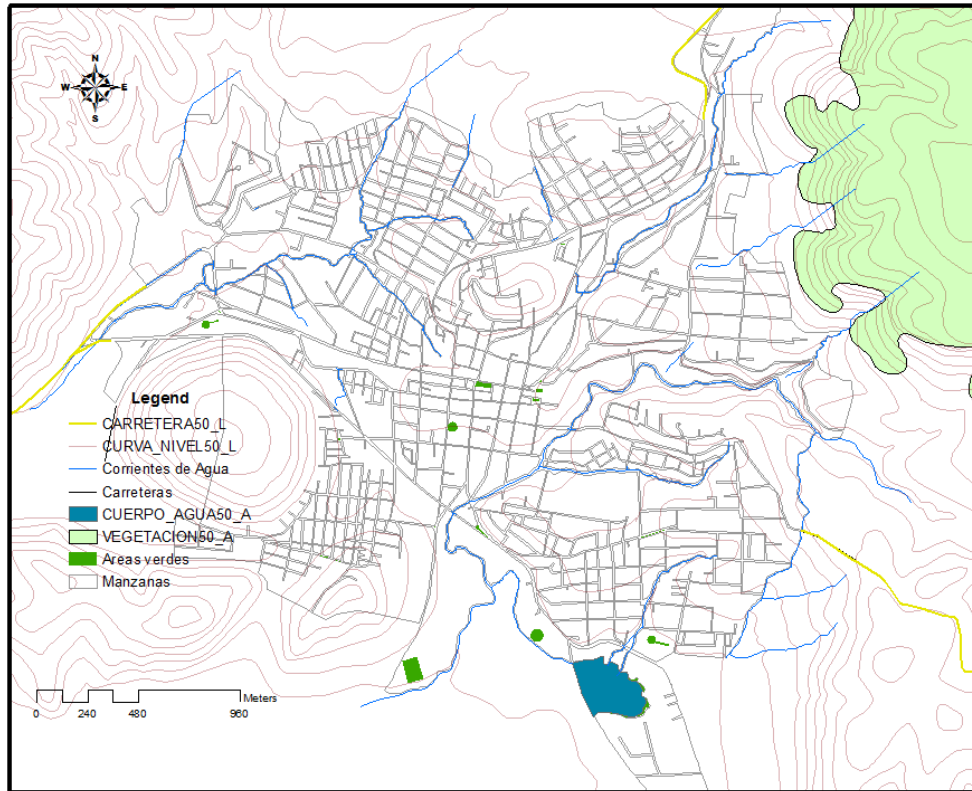 N
W E
S
Legend
CARRETERA50_L
CURVA_NIVEL50_L
Corrientes de Agua
Carreteras
CUERPO_AGUA50_A
VEGETACION50_A
Areas verdes
Manzanas
Meters
0 240 480 960